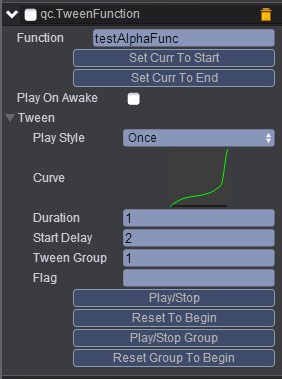 qc.TweenFunction
Function testAlphaFunc
Set Curr To Start
Set Curr To End
Play On Awake
Tween
Play Style Once
Curve
Duration 1
Start Delay 2
Tween Group 1
Flag
Play/Stop
Reset To Begin
Play/Stop Group
Reset Group To Begin